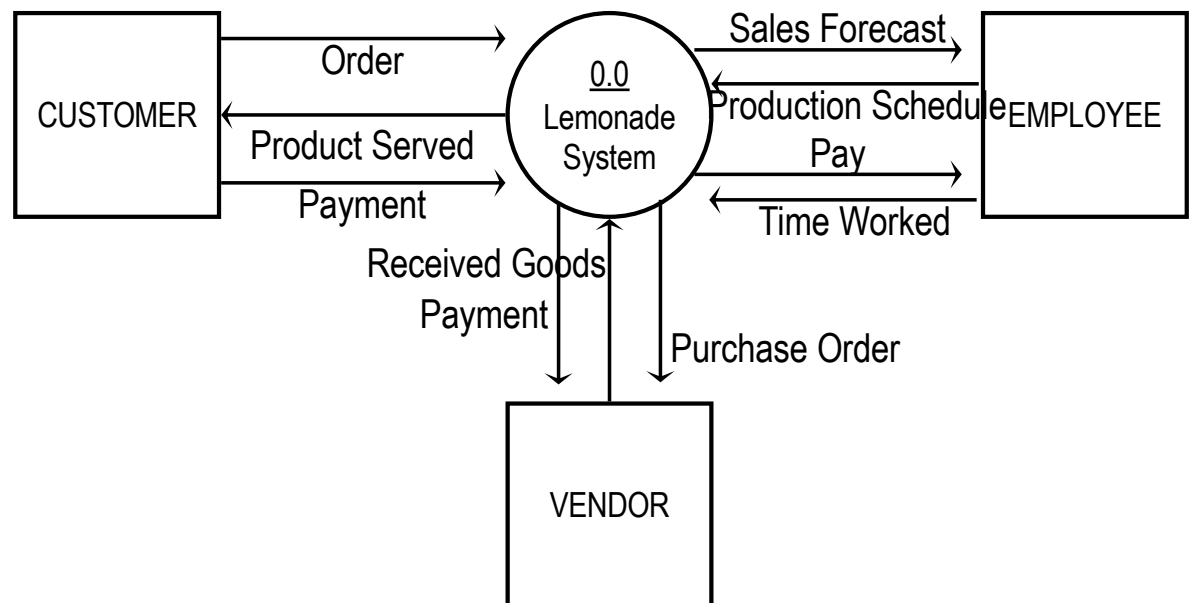 Sales Forecast
Order
0.0
CUSTOMER
Lemonade
System
Production Schedule
EMPLOYEE
Product Served
Pay
Payment
Time Worked
Received Goods
Payment
Purchase Order
VENDOR